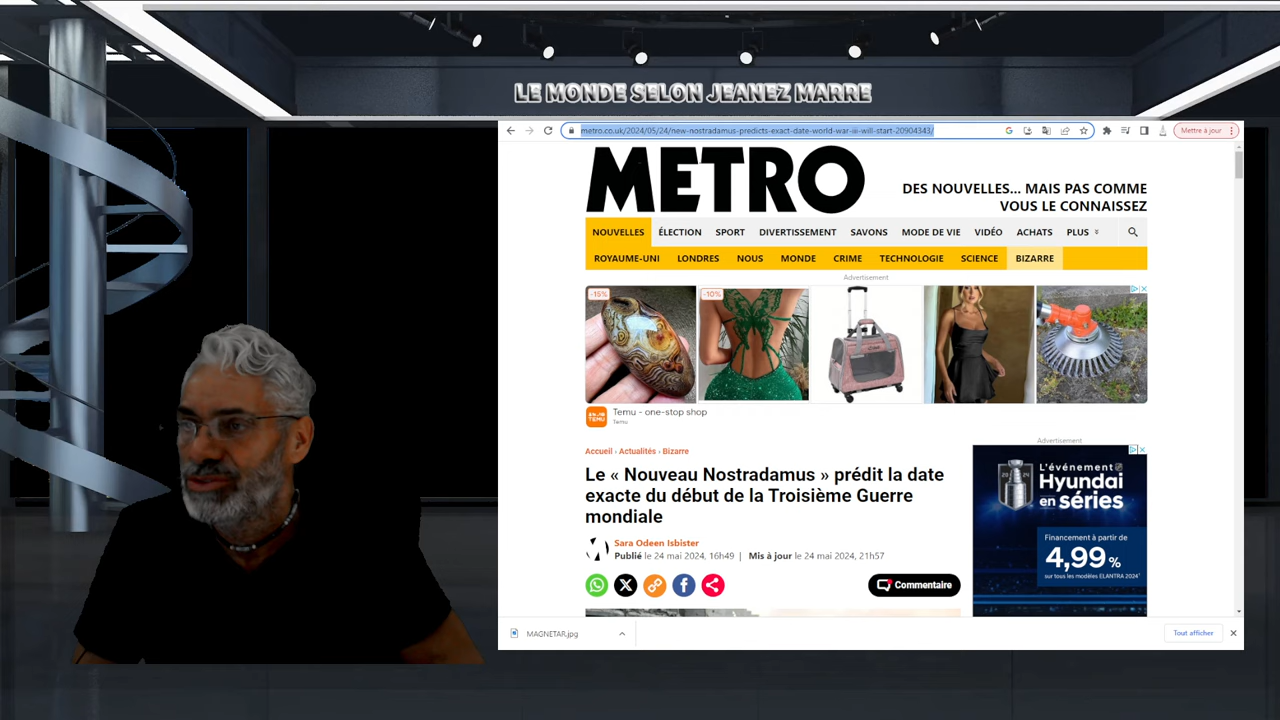 LE MONDE SELON JEANEZ MARRE
metro.co.uk/2024/05/24/new-nostradamus-predicts-exact-date-world-war-iii-will-start-20904343/
Mettre à jour
METRO
DES NOUVELLES... MAIS PAS COMME
VOUS LE CONNAISSEZ
NOUVELLES ÉLECTION SPORT DIVERTISSEMENT SAVONS MODE DE VIE VIDÉO ACHATS PLUS
ROYAUME-UNI LONDRES NOUS MONDE CRIME TECHNOLOGIE SCIENCE BIZARRE
Advertisement
-15% -10%
TEMU
Temu - one-stop shop
Temu
Accueil › Actualités › Bizarre
Le « Nouveau Nostradamus » prédit la date
exacte du début de la Troisième Guerre
mondiale
Sara Odeen Isbister
Publié le 24 mai 2024, 16h49 | Mis à jour le 24 mai 2024, 21h57
Commentaire
Advertisement
L'événement
Hyundai
en séries
Financement à partir de
4,99 %
sur tous les modèles ELANTRA 2024
MAGNETAR.jpg
Tout afficher